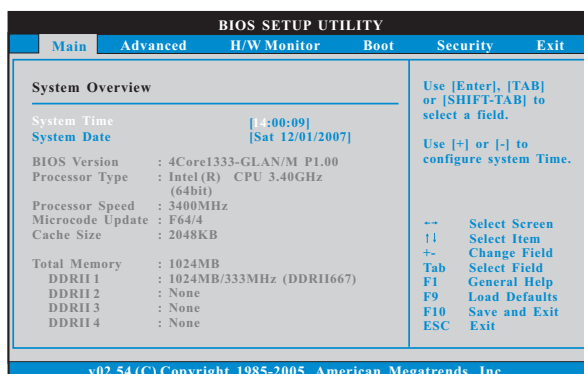 BIOS SETUP UTILITY
Main Advanced H/W Monitor Boot Security Exit
System Overview
System Time [14:00:09]
System Date [Sat 12/01/2007]
BIOS Version : 4Core1333-GLAN/M P1.00
Processor Type : Intel (R) CPU 3.40GHz
(64bit)
Processor Speed : 3400MHz
Microcode Update : F64/4
Cache Size : 2048KB
Total Memory : 1024MB
DDRII 1 : 1024MB/333MHz (DDRII667)
DDRII 2 : None
DDRII 3 : None
DDRII 4 : None
Use [Enter], [TAB]
or [SHIFT-TAB] to
select a field.
Use [+] or [-] to
configure system Time.
←→ Select Screen
↑↓ Select Item
+- Change Field
Tab Select Field
F1 General Help
F9 Load Defaults
F10 Save and Exit
ESC Exit
v02.54 (C) Copyright 1985-2005, American Megatrends, Inc.